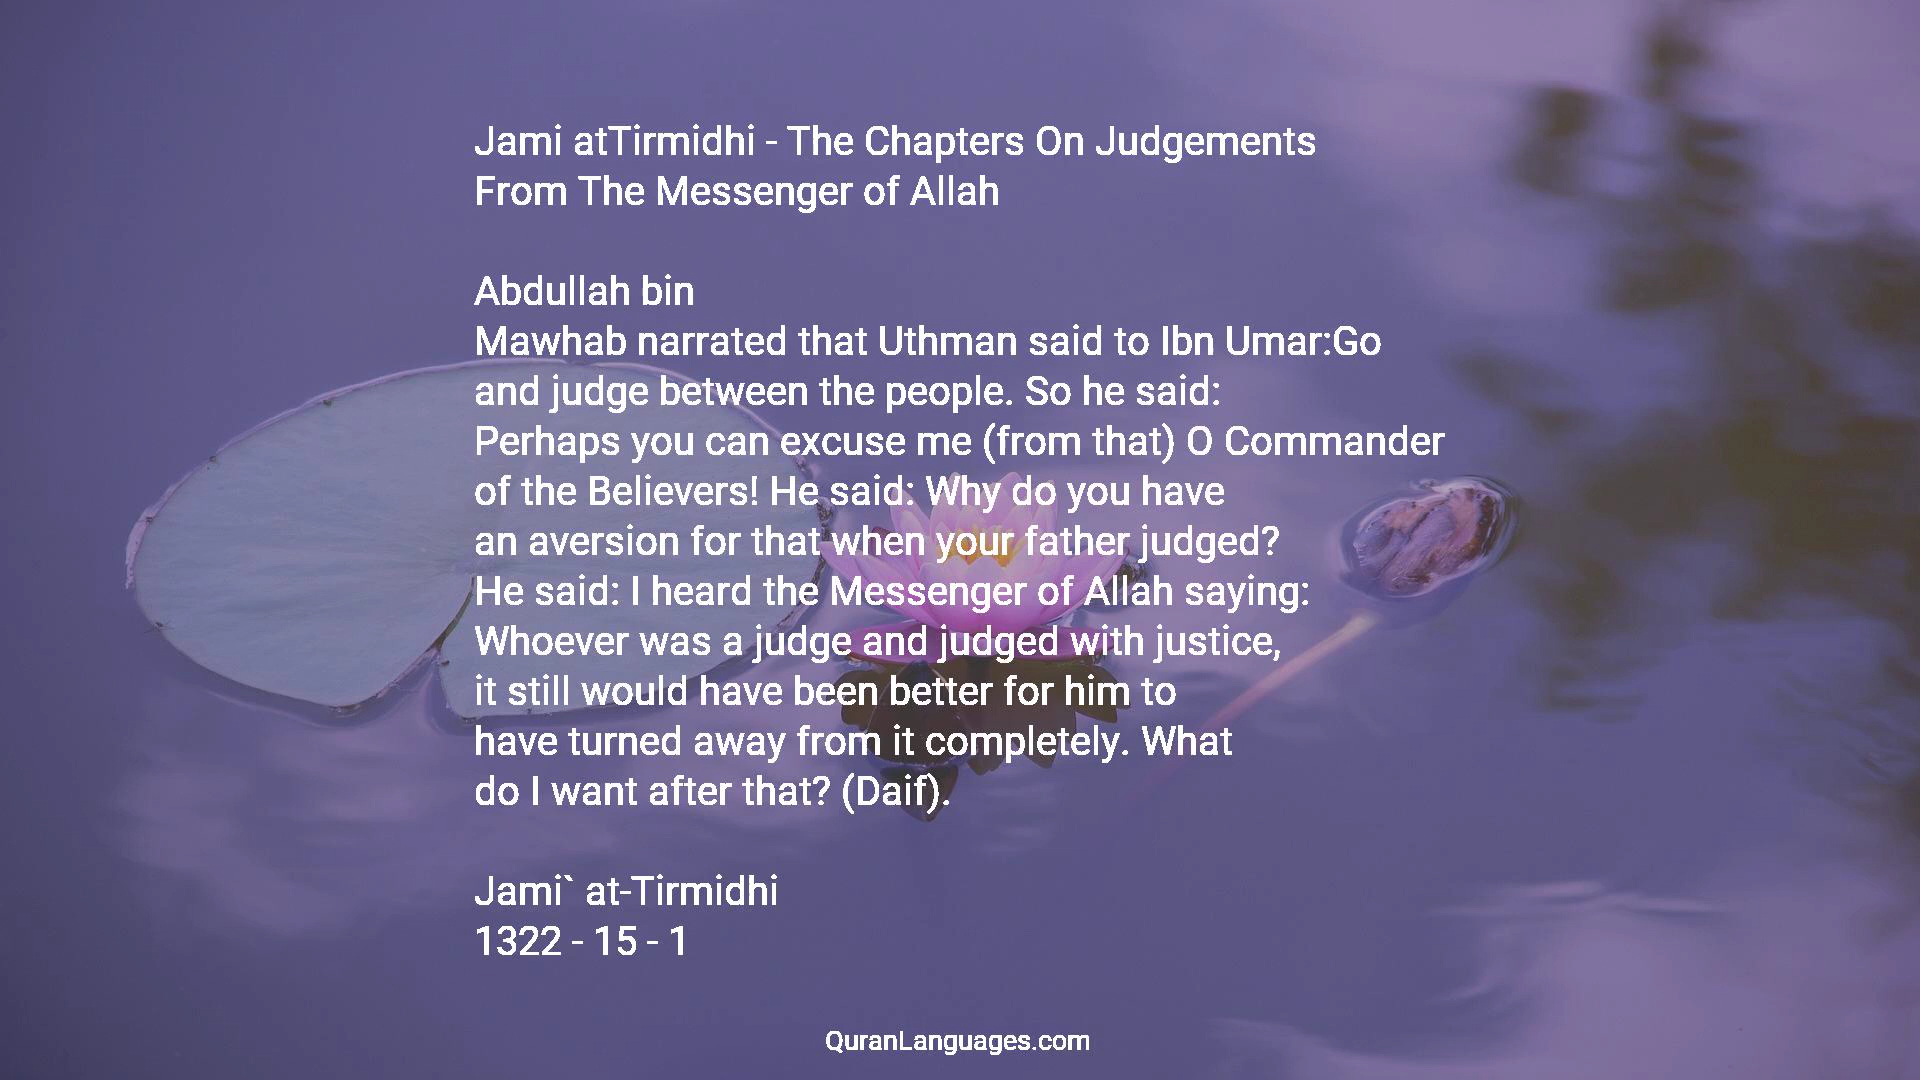 Jami atTirmidhi - The Chapters On Judgements
From The Messenger of Allah
Abdullah bin
Mawhab narrated that Uthman said to Ibn Umar:Go
and judge between the people. So he said:
Perhaps you can excuse me (from that) O Commander
of the Believers! He said: Why do you have
an aversion for that when your father judged?
He said: I heard the Messenger of Allah saying:
Whoever was a judge and judged with justice,
it still would have been better for him to
have turned away from it completely. What
do I want after that? (Daif).
Jami` at-Tirmidhi
1322 - 15 - 1
QuranLanguages.com